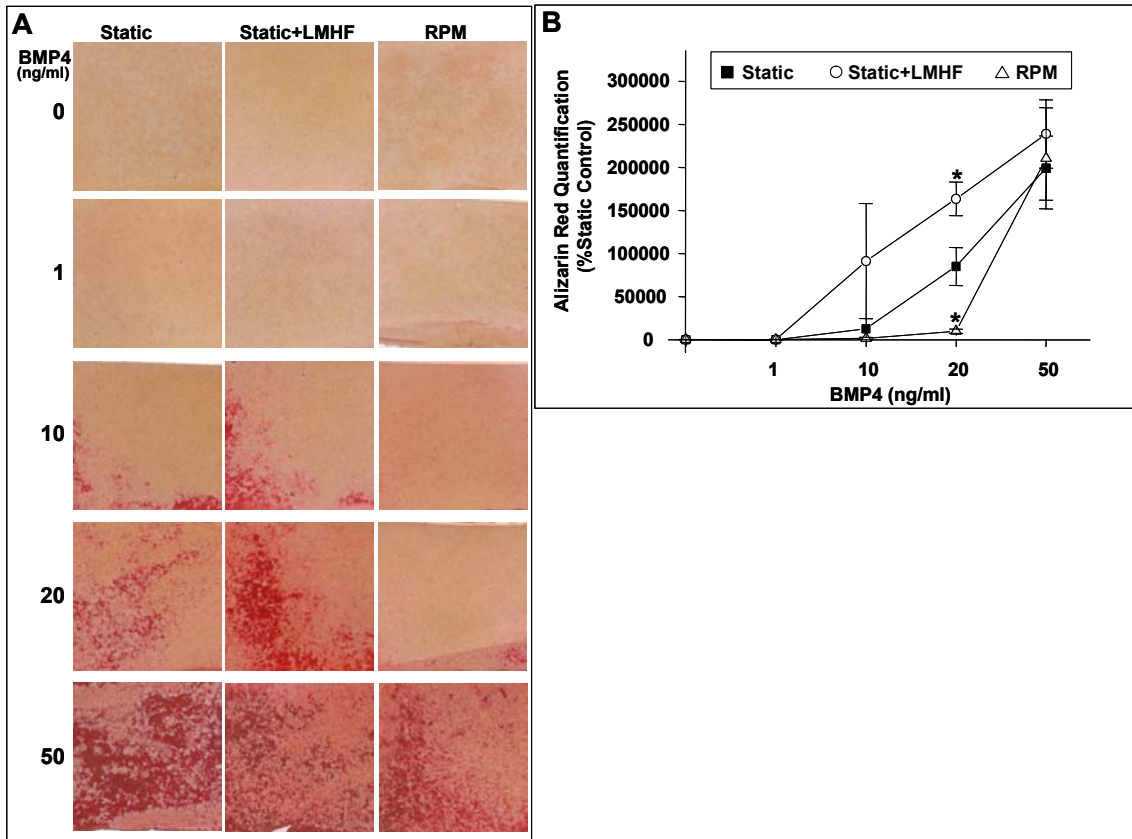 A
Static Static+LMHF RPM
BMP4
(ng/ml)
0
1
10
20
50
B
Static Static+LMHF RPM
Alizarin Red Quantification
(%Static Control)
300000
250000
200000
150000
100000
50000
0
*
*
1 10 20 50
BMP4 (ng/ml)